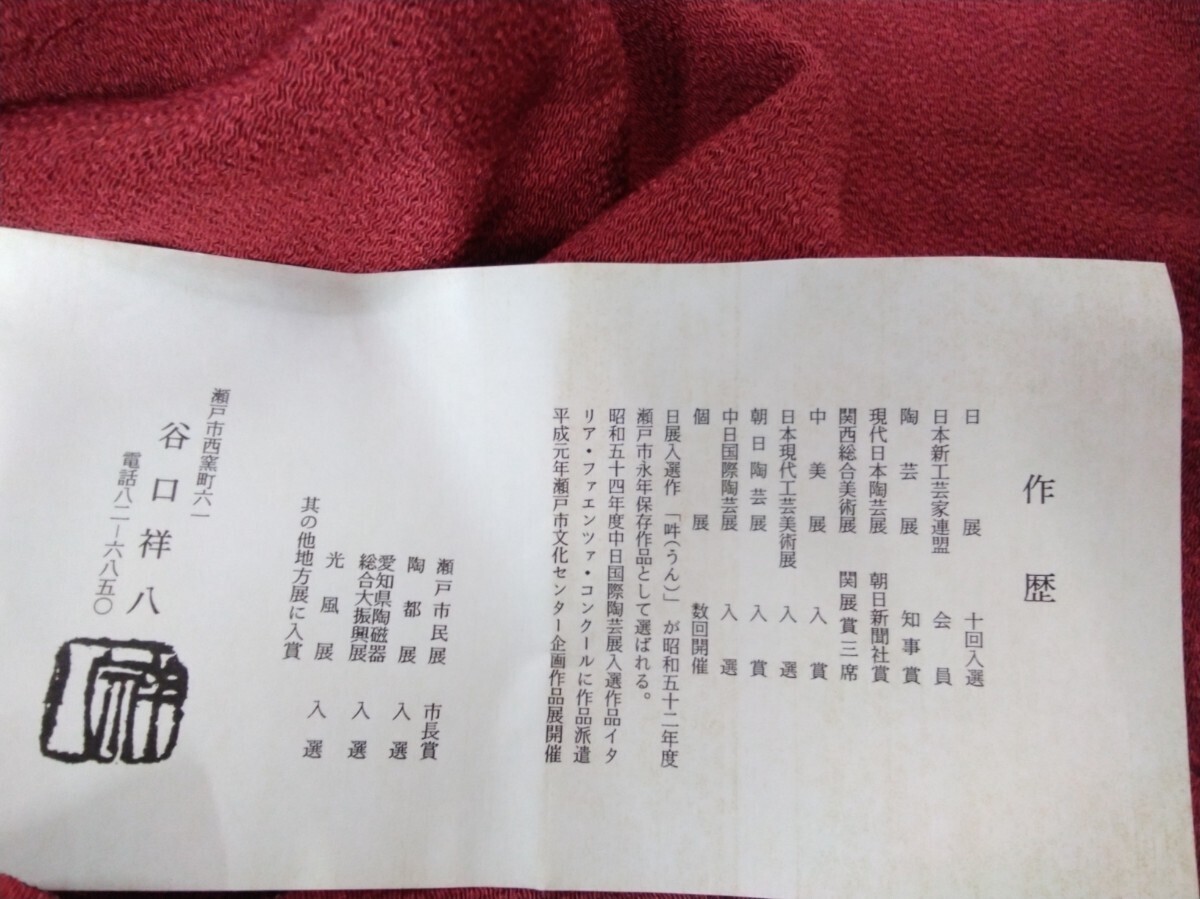 作歴
日展 十回入選
日本新工芸家連盟 会員
陶芸展 知事賞
現代日本陶芸展 朝日新聞社賞
関西総合美術展 関展賞三席
中美展 入賞
日本現代工芸美術展 入選
朝日陶芸展 入賞
中日国際陶芸展 入選
個展 数回開催
日展入選作「吽(うん)」が昭和五十二年度
瀬戸市永年保存作品として選ばれる。
昭和五十四年度中日国際陶芸展入選作品イタ
リア・ファエンツァ・コンクールに作品派遣
平成元年瀬戸市文化センター企画作品展開催
瀬戸市民展 市長賞
陶都展 入選
愛知県陶磁器
総合大振興展 入選
光風展 入選
其の他地方展に入賞
瀬戸市西窯町六一
谷口祥八
電話八二―六八五〇